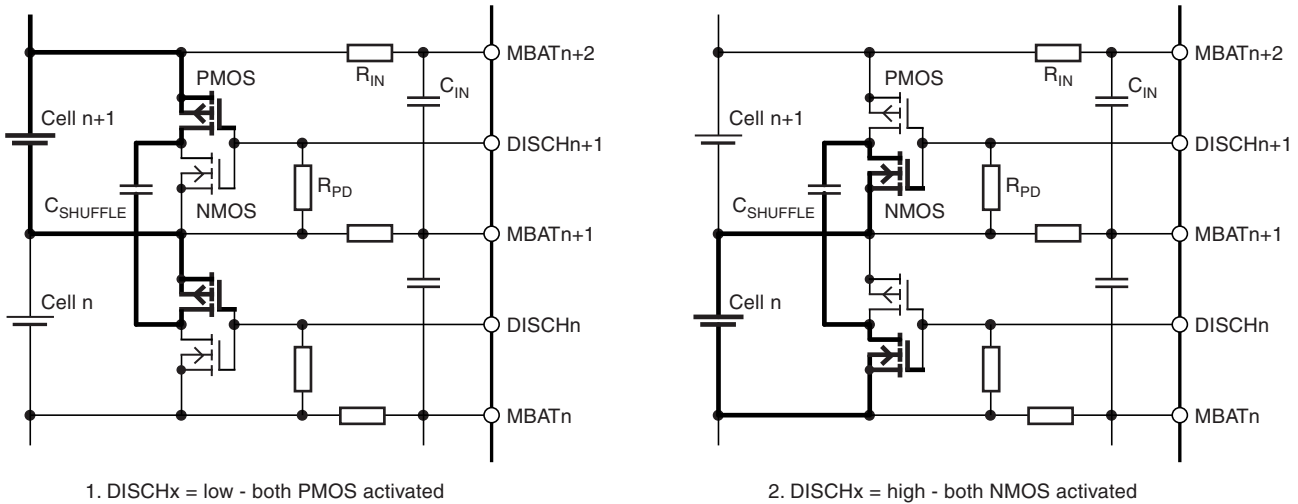 MBATn+2
PMOS
R_IN
C_IN
Cell n+1
DISCHn+1
R_PD
C_SHUFFLE
NMOS
MBATn+1
Cell n
DISCHn
MBATn
1. DISCHx = low - both PMOS activated
MBATn+2
PMOS
R_IN
C_IN
Cell n+1
DISCHn+1
R_PD
C_SHUFFLE
NMOS
MBATn+1
Cell n
DISCHn
MBATn
2. DISCHx = high - both NMOS activated